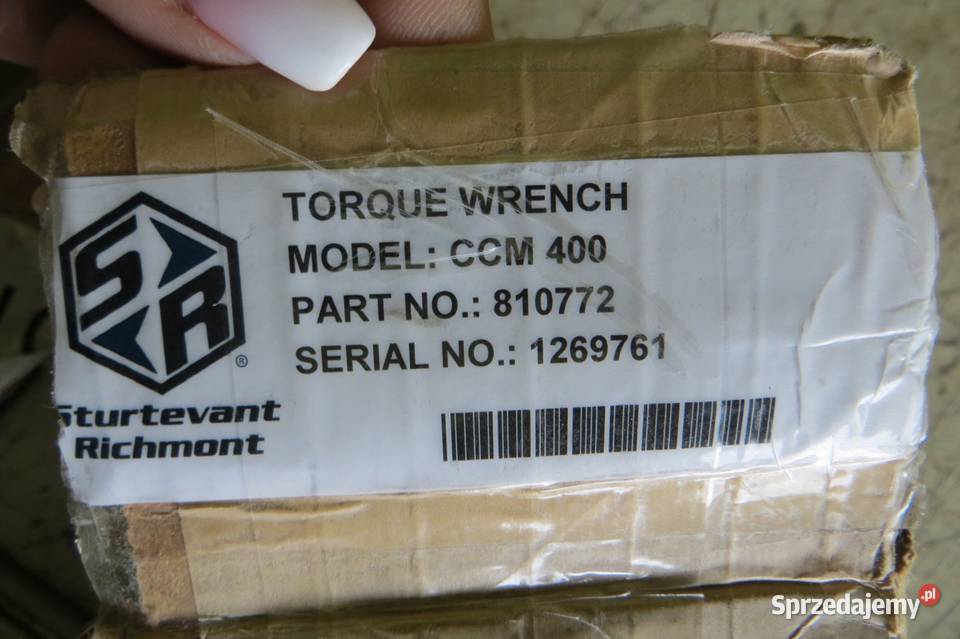 TORQUE WRENCH
MODEL: CCM 400
PART NO.: 810772
SERIAL NO.: 1269761
SR®
Sturtevant
Richmont
Sprzedajemy.pl